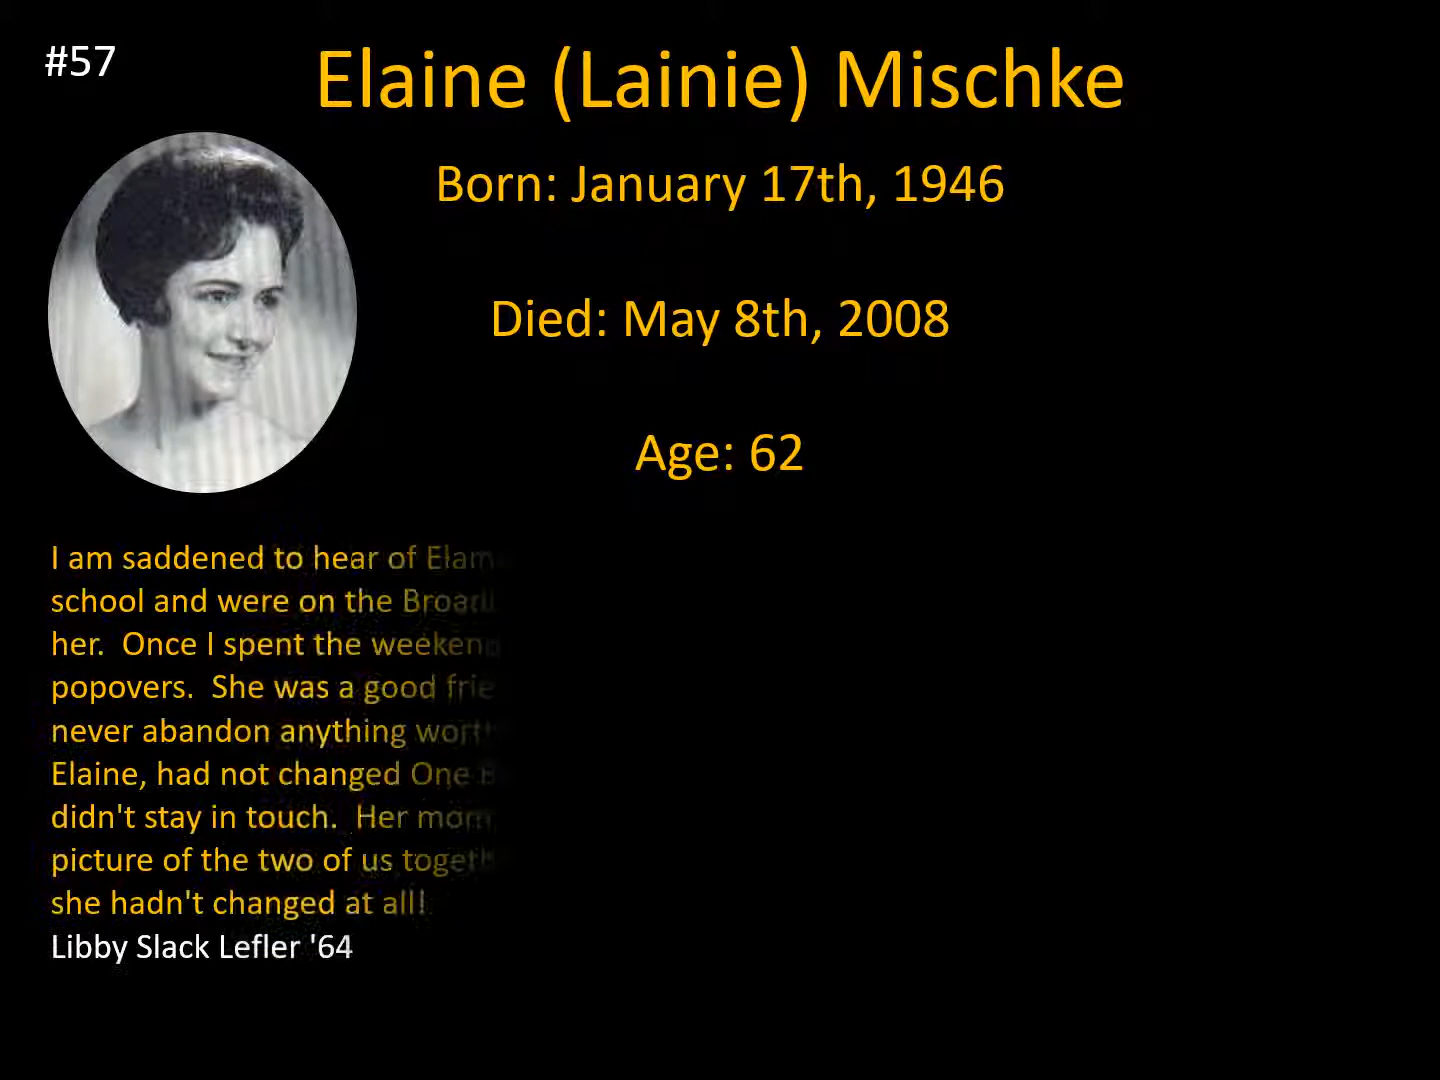 #57
Elaine (Lainie) Mischke
Born: January 17th, 1946
Died: May 8th, 2008
Age: 62
I am saddened to hear of
school and were on the
her.  Once I spent the
popovers.  She was a good
never abandon anything
Elaine, had not changed One
didn't stay in touch.  Her
picture of the two of us
she hadn't changed at all!
Libby Slack Lefler '64